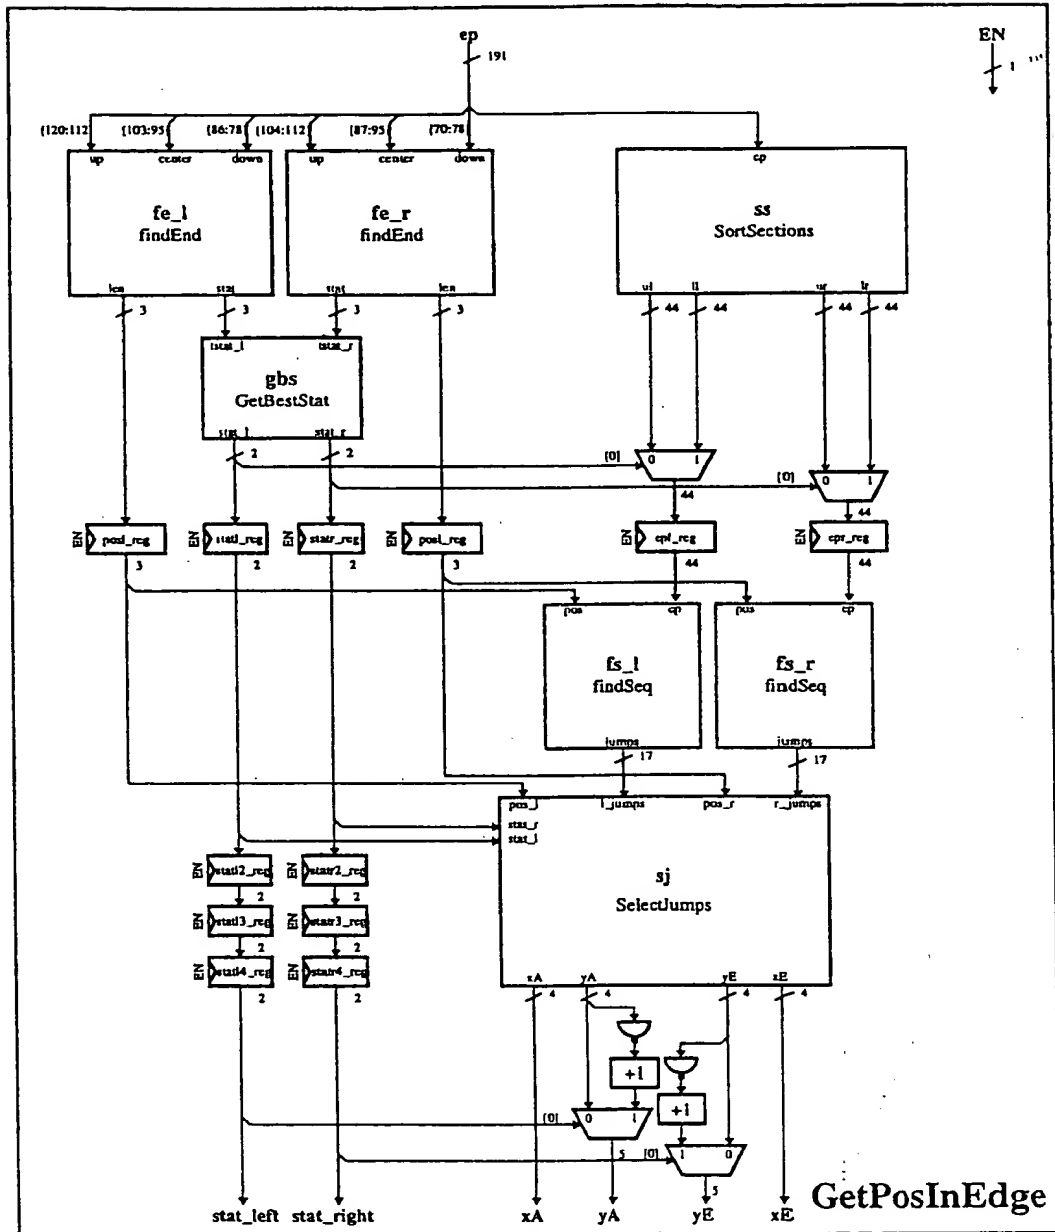 ep
EN
191
1
[120:112
[103:95
[86:78
[104:112
[87:95
[70:78
up center down
up center down
ep
fe_l
findEnd
fe_r
findEnd
ss
SortSections
len stat
stat len
ul ll ur lr
3 3 3 3
44 44 44 44
tstat_l tstat_r
gbs
GetBestStat
stat_l stat_r
2 2
[0] 0 1
[0] 0 1
44
44
EN posl_reg
EN statl_reg
EN statr_reg
EN posl_reg
EN epl_reg
EN epr_reg
3 2 2 3 44 44
pos ep
pos ep
fs_l
findSeq
fs_r
findSeq
jumps
jumps
17 17
pos_l l_jumps pos_r r_jumps
stat_r
stat_l
sj
SelectJumps
EN statl2_reg
EN statr2_reg
2 2
EN statl3_reg
EN statr3_reg
2 2
EN statl4_reg
EN statr4_reg
2 2
xA yA yE xE
4 4 4 4
+1
+1
[0] 0 1
[0] 1 0
5
5
stat_left stat_right xA yA yE xE
GetPosInEdge